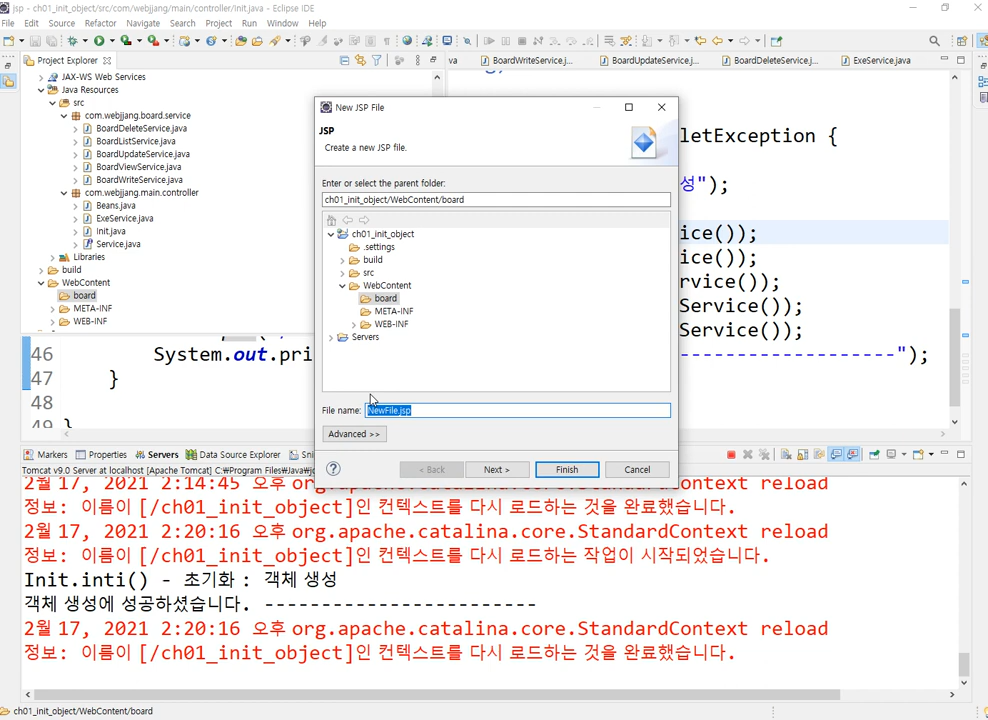 jsp - ch01_init_object/src/com/webjjang/main/controller/Init.java - Eclipse IDE
File Edit Source Refactor Navigate Search Project Run Window Help
Project Explorer
va
BoardWriteService.j...
BoardUpdateService.j...
BoardDeleteService.j...
ExeService.java
JAX-WS Web Services
Java Resources
src
com.webjjang.board.service
BoardDeleteService.java
BoardListService.java
BoardUpdateService.java
BoardViewService.java
BoardWriteService.java
com.webjjang.main.controller
Beans.java
ExeService.java
Init.java
Service.java
Libraries
build
WebContent
board
META-INF
WEB-INF
New JSP File
JSP
Create a new JSP file.
Enter or select the parent folder:
ch01_init_object/WebContent/board
ch01_init_object
.settings
build
src
WebContent
board
META-INF
WEB-INF
Servers
File name: NewFile.jsp
Advanced >>
< Back
Next >
Finish
Cancel
letException {
성");
ice());
ice());
rvice());
Service());
Service());
46 System.out.pri
--------------------");
47 }
48
49 }
Markers Properties Servers Data Source Explorer Sni
Tomcat v9.0 Server at localhost [Apache Tomcat] C:\Program Files\Java\j
2월 17, 2021 2:14:45 오후 org.apache.catalina.core.StandardContext reload
정보: 이름이 [/ch01_init_object]인 컨텍스트를 다시 로드하는 것을 완료했습니다.
2월 17, 2021 2:20:16 오후 org.apache.catalina.core.StandardContext reload
정보: 이름이 [/ch01_init_object]인 컨텍스트를 다시 로드하는 작업이 시작되었습니다.
Init.inti() - 초기화 : 객체 생성
객체 생성에 성공하셨습니다. -------------------------
2월 17, 2021 2:20:16 오후 org.apache.catalina.core.StandardContext reload
정보: 이름이 [/ch01_init_object]인 컨텍스트를 다시 로드하는 것을 완료했습니다.
ch01_init_object/WebContent/board